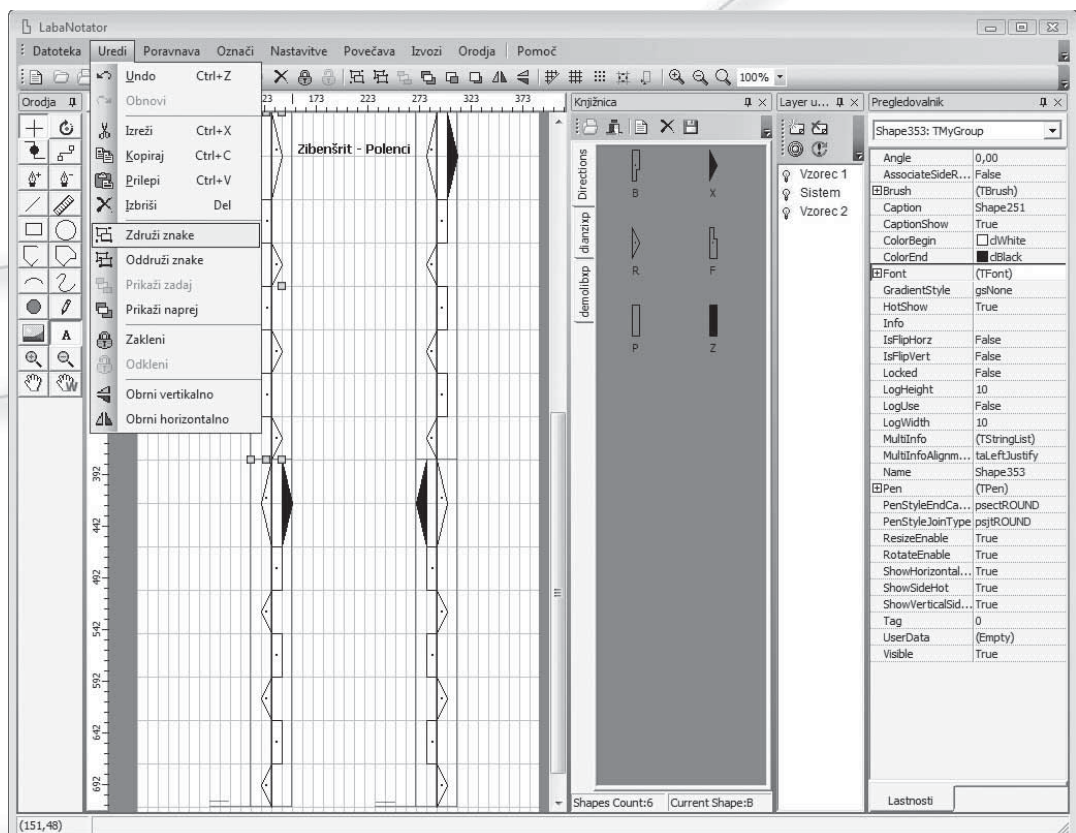 LabaNotator
Datoteka Uredi Poravnava Označi Nastavitve Povečava Izvozi Orodja Pomoč
100%
Undo Ctrl+Z
Obnovi
Izreži Ctrl+X
Kopiraj Ctrl+C
Prilepi Ctrl+V
Izbriši Del
Združi znake
Oddruži znake
Prikaži zadaj
Prikaži naprej
Zakleni
Odkleni
Obrni vertikalno
Obrni horizontalno
Orodja
A
W
23 173 223 273 323 373
Zibenšrit - Polenci
392
442
492
542
592
642
692
Knjižnica
Directions
dianzixp
demolibxp
B X
R F
P Z
Shapes Count:6 Current Shape:B
Layer u...
Vzorec 1
Sistem
Vzorec 2
Pregledovalnik
Shape353: TMyGroup
Angle 0,00
AssociateSideR... False
Brush (TBrush)
Caption Shape251
CaptionShow True
ColorBegin clWhite
ColorEnd clBlack
Font (TFont)
GradientStyle gsNone
HotShow True
Info
IsFlipHorz False
IsFlipVert False
Locked False
LogHeight 10
LogUse False
LogWidth 10
MultiInfo (TStringList)
MultiInfoAlignm... taLeftJustify
Name Shape353
Pen (TPen)
PenStyleEndCa... psectROUND
PenStyleJoinType psjtROUND
ResizeEnable True
RotateEnable True
ShowHorizontal... True
ShowSideHot True
ShowVerticalSid... True
Tag 0
UserData (Empty)
Visible True
Lastnosti
(151,48)